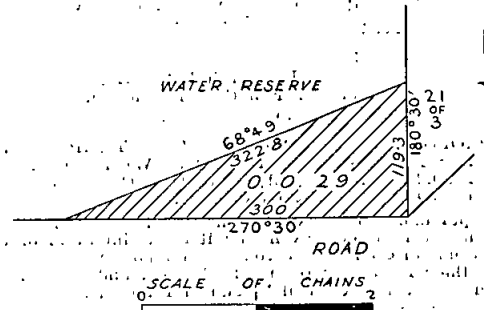 WATER RESERVE
68°49'
322·8
21
OF
3
180°30'
119·3
0. 0. 29
300
270°30'
ROAD
SCALE OF CHAINS
0 2